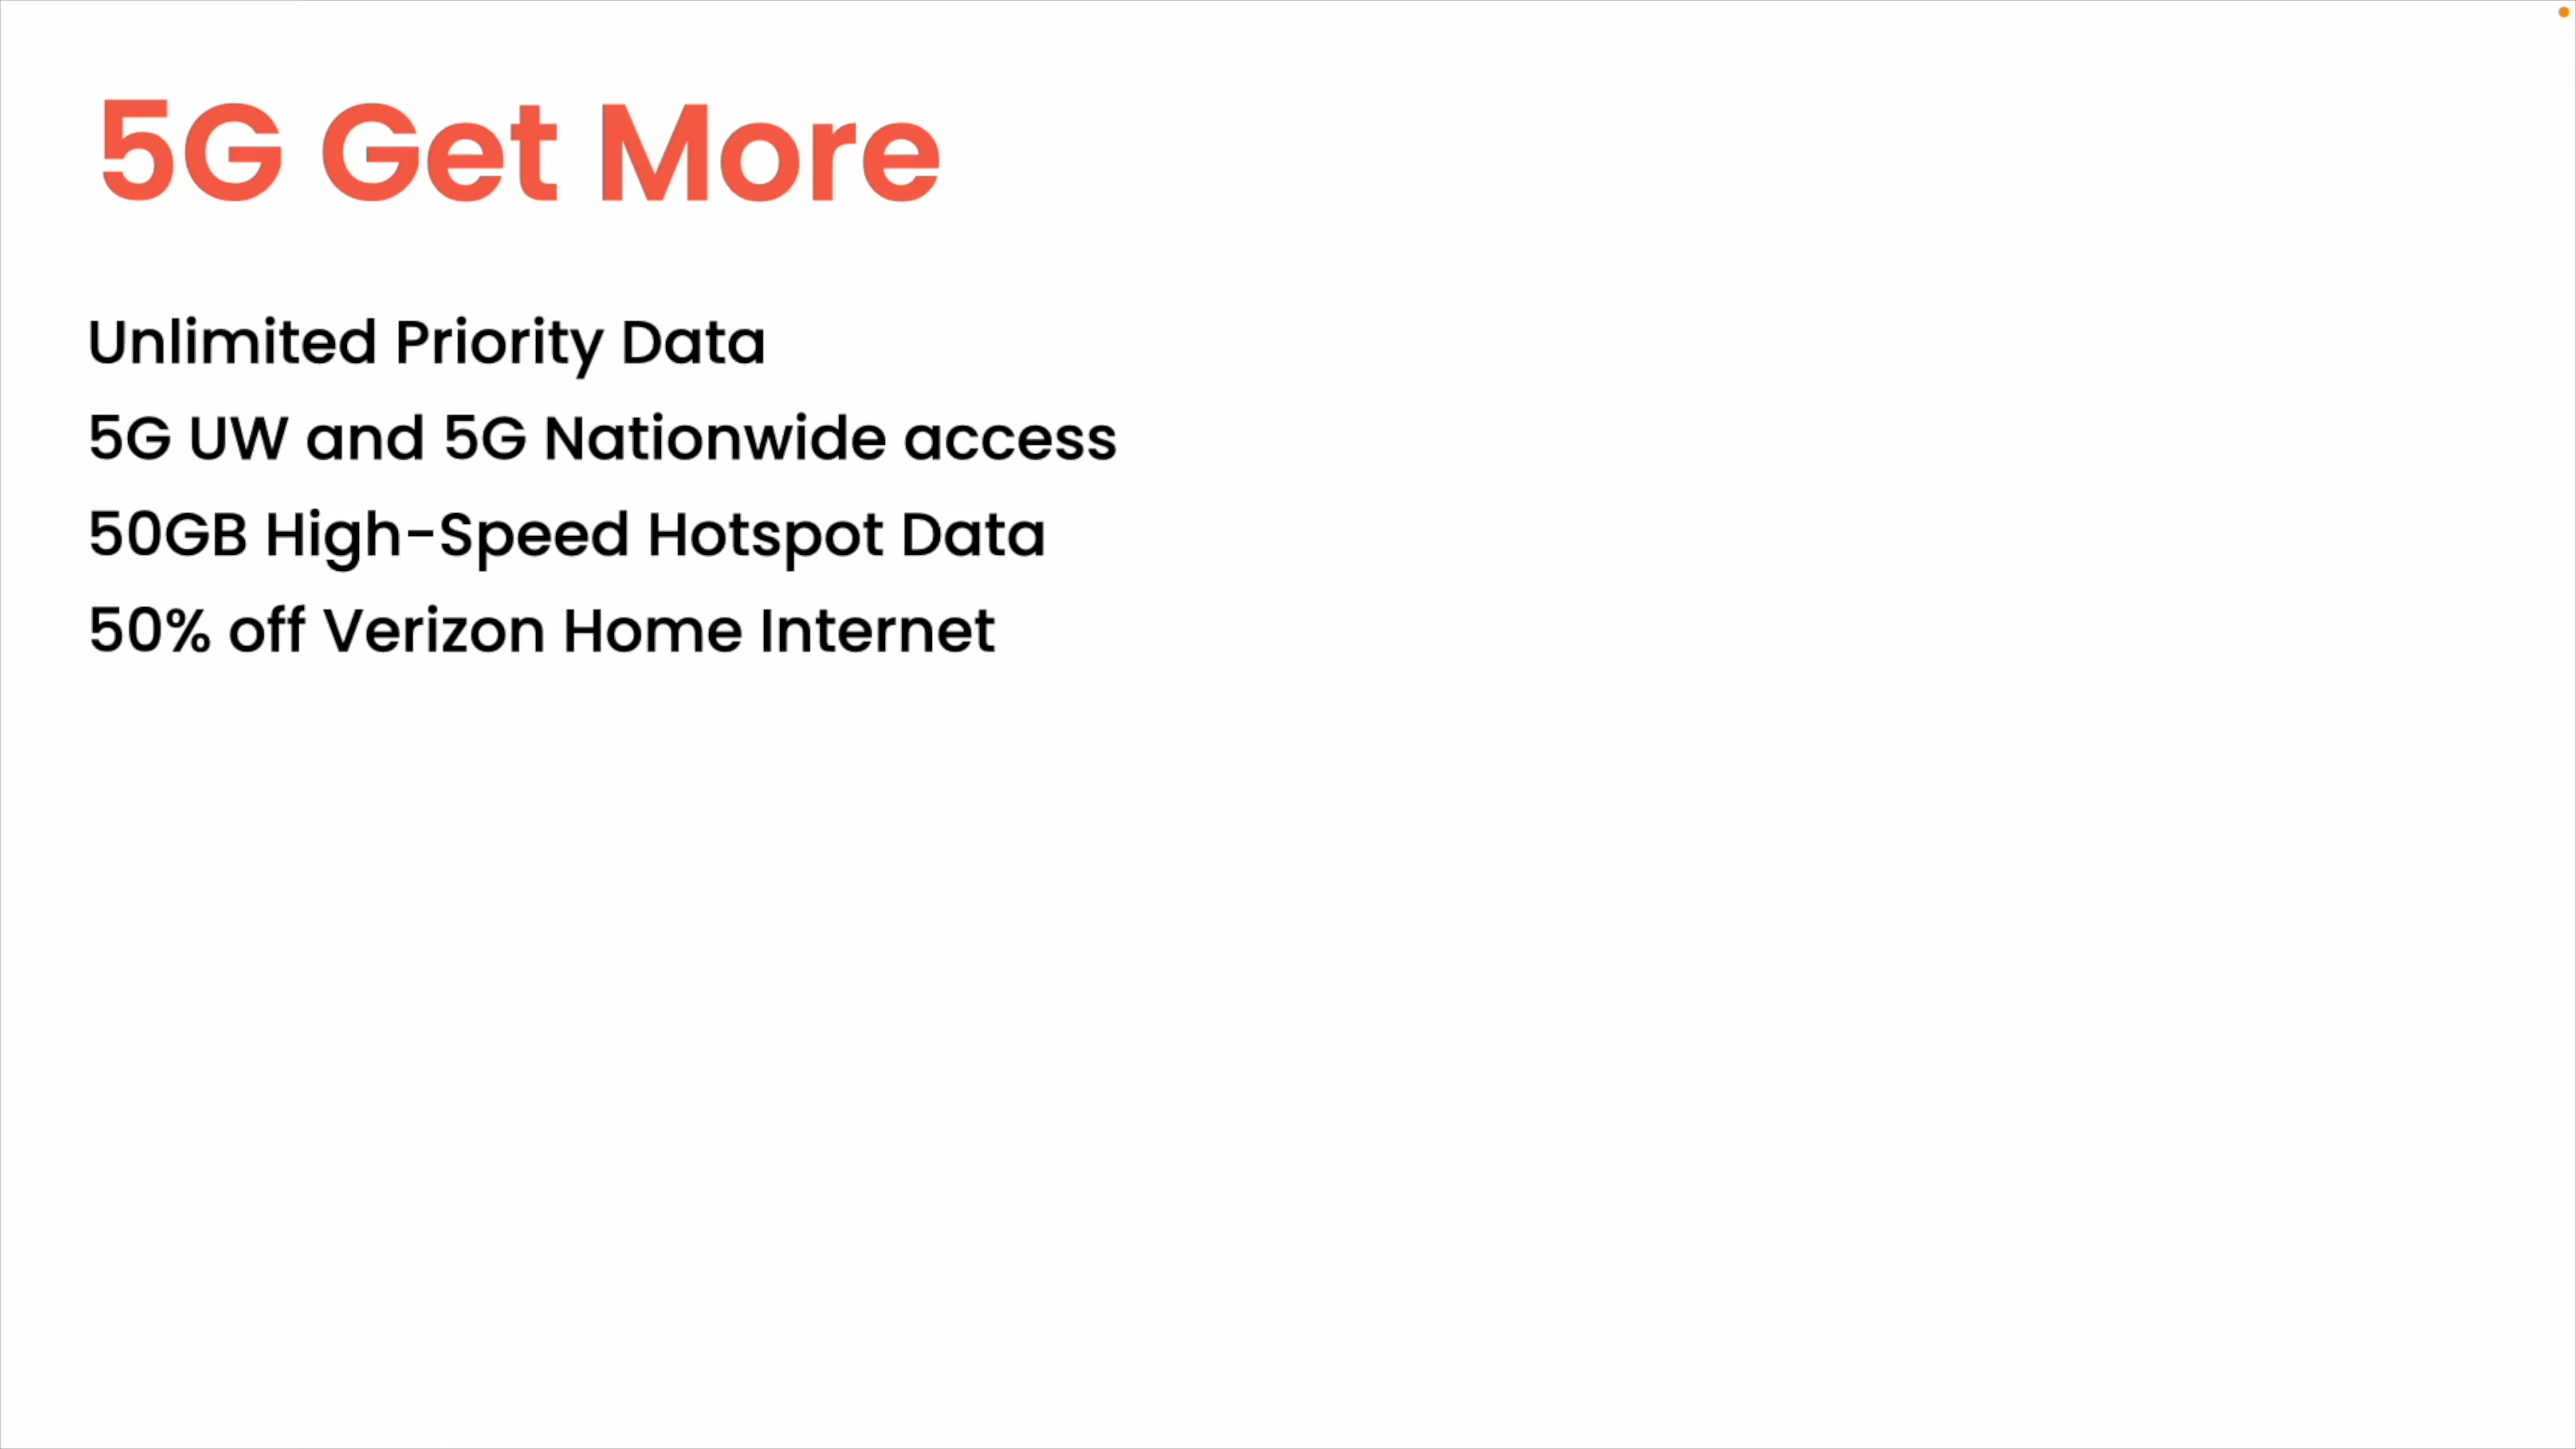 5G Get More
Unlimited Priority Data
5G UW and 5G Nationwide access
50GB High-Speed Hotspot Data
50% off Verizon Home Internet